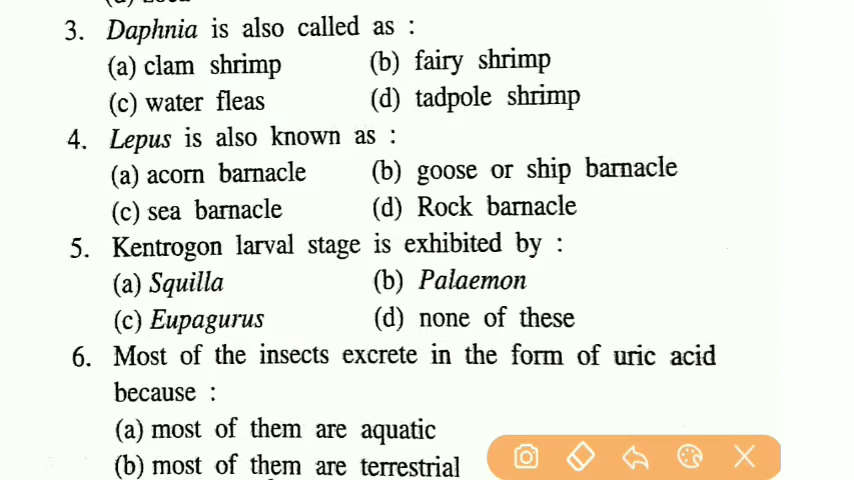 3. Daphnia is also called as :
(a) clam shrimp (b) fairy shrimp
(c) water fleas (d) tadpole shrimp
4. Lepus is also known as :
(a) acorn barnacle (b) goose or ship barnacle
(c) sea barnacle (d) Rock barnacle
5. Kentrogon larval stage is exhibited by :
(a) Squilla (b) Palaemon
(c) Eupagurus (d) none of these
6. Most of the insects excrete in the form of uric acid
because :
(a) most of them are aquatic
(b) most of them are terrestrial